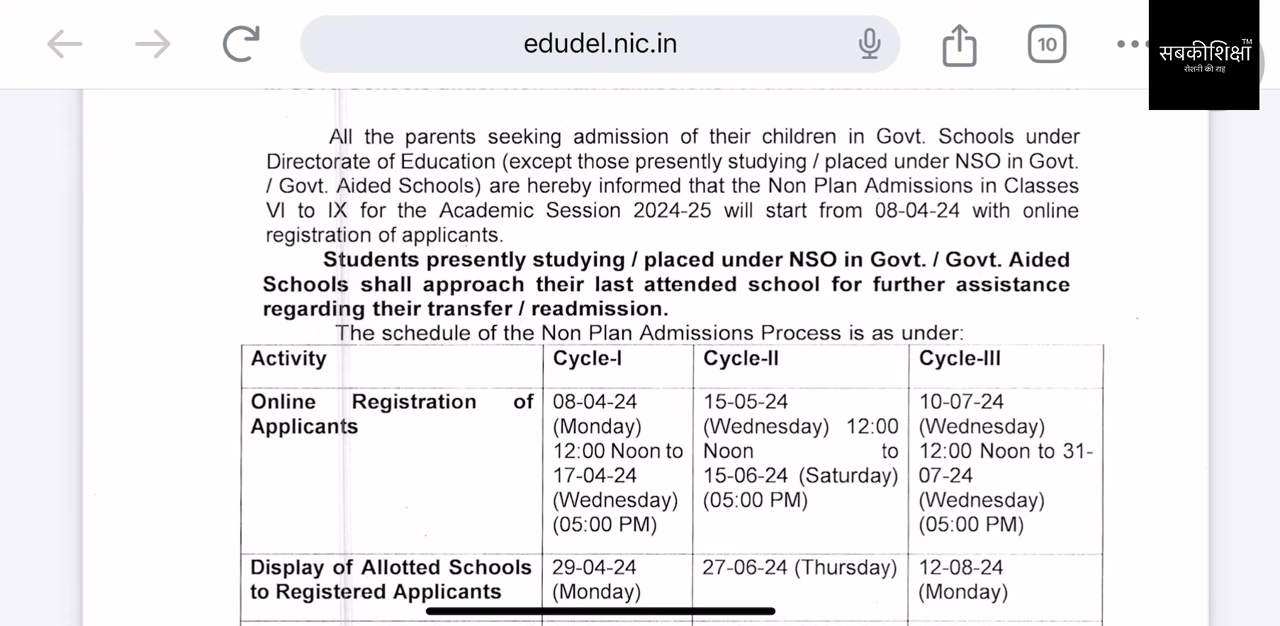 edudel.nic.in
10
सबकीशिक्षा™
रोशनी की राह
All the parents seeking admission of their children in Govt. Schools under
Directorate of Education (except those presently studying / placed under NSO in Govt.
/ Govt. Aided Schools) are hereby informed that the Non Plan Admissions in Classes
VI to IX for the Academic Session 2024-25 will start from 08-04-24 with online
registration of applicants.
Students presently studying / placed under NSO in Govt. / Govt. Aided
Schools shall approach their last attended school for further assistance
regarding their transfer / readmission.
The schedule of the Non Plan Admissions Process is as under:
Activity
Cycle-I
Cycle-II
Cycle-III
Online Registration of
Applicants
08-04-24
(Monday)
12:00 Noon to
17-04-24
(Wednesday)
(05:00 PM)
15-05-24
(Wednesday) 12:00
Noon to
15-06-24 (Saturday)
(05:00 PM)
10-07-24
(Wednesday)
12:00 Noon to 31-
07-24
(Wednesday)
(05:00 PM)
Display of Allotted Schools
to Registered Applicants
29-04-24
(Monday)
27-06-24 (Thursday)
12-08-24
(Monday)